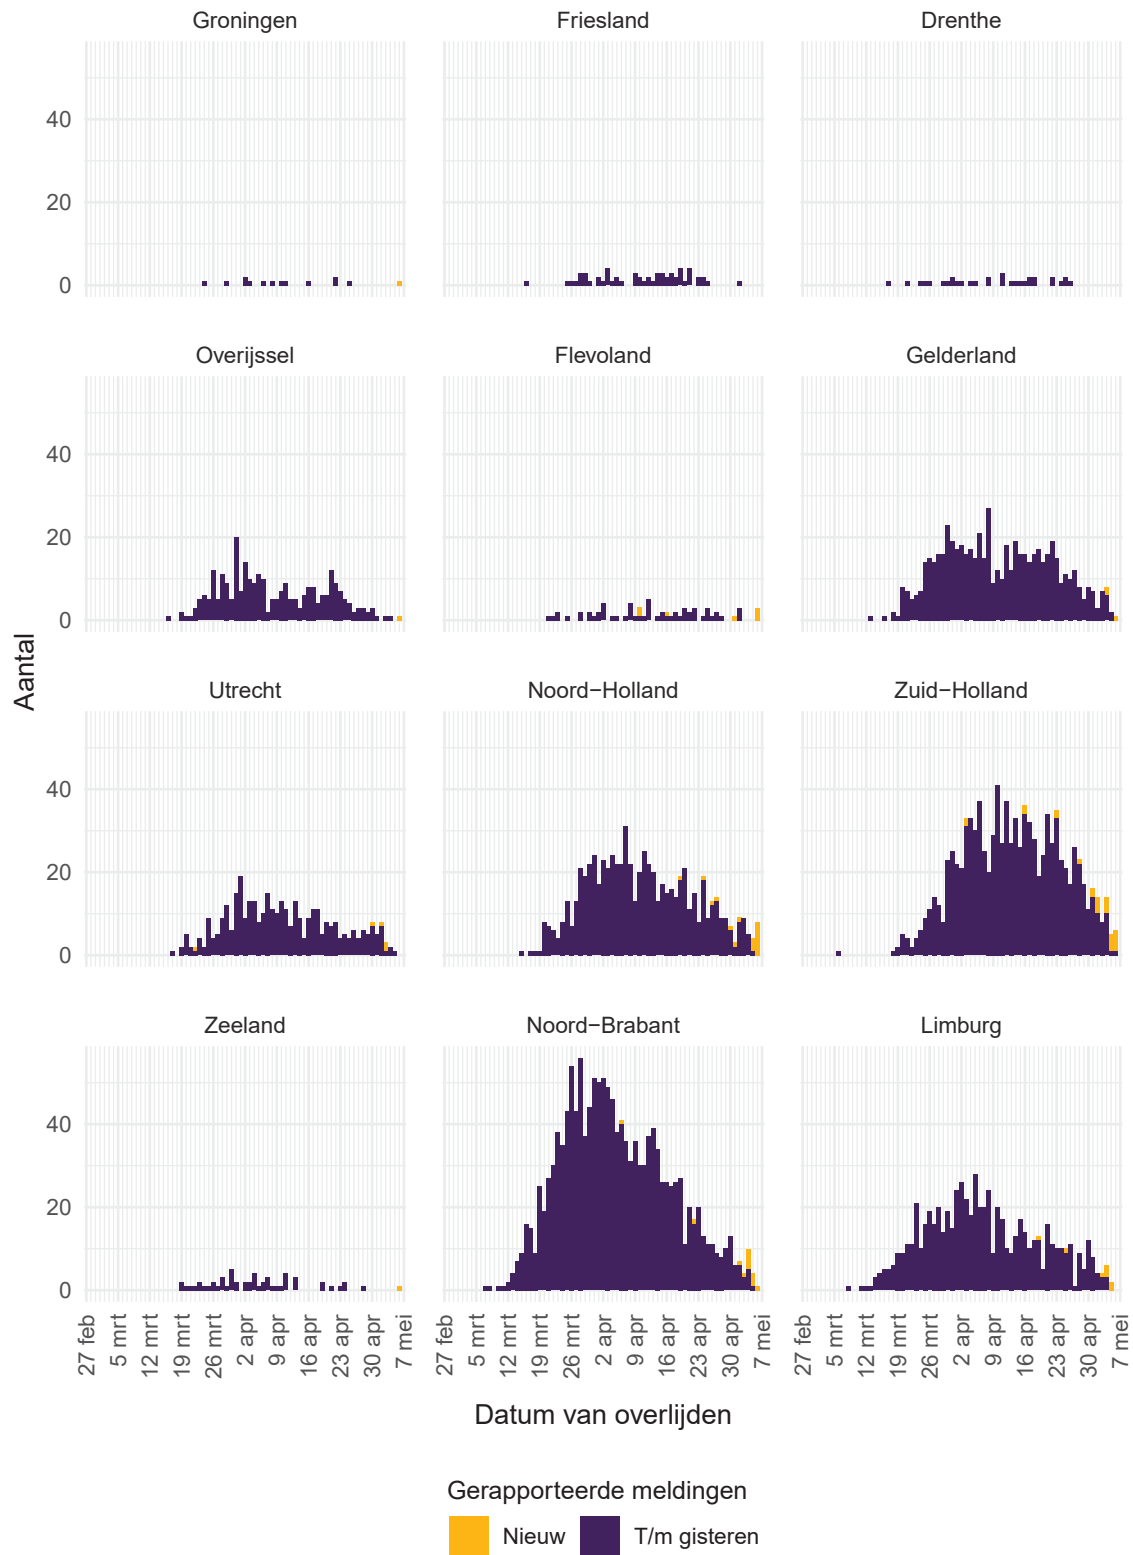 Groningen Friesland Drenthe
40
20
0
Overijssel Flevoland Gelderland
40
20
0
Aantal
Utrecht Noord−Holland Zuid−Holland
40
20
0
Zeeland Noord−Brabant Limburg
40
20
0
27 feb 5 mrt 12 mrt 19 mrt 26 mrt 2 apr 9 apr 16 apr 23 apr 30 apr 7 mei 27 feb 5 mrt 12 mrt 19 mrt 26 mrt 2 apr 9 apr 16 apr 23 apr 30 apr 7 mei 27 feb 5 mrt 12 mrt 19 mrt 26 mrt 2 apr 9 apr 16 apr 23 apr 30 apr 7 mei
Datum van overlijden
Gerapporteerde meldingen
Nieuw T/m gisteren